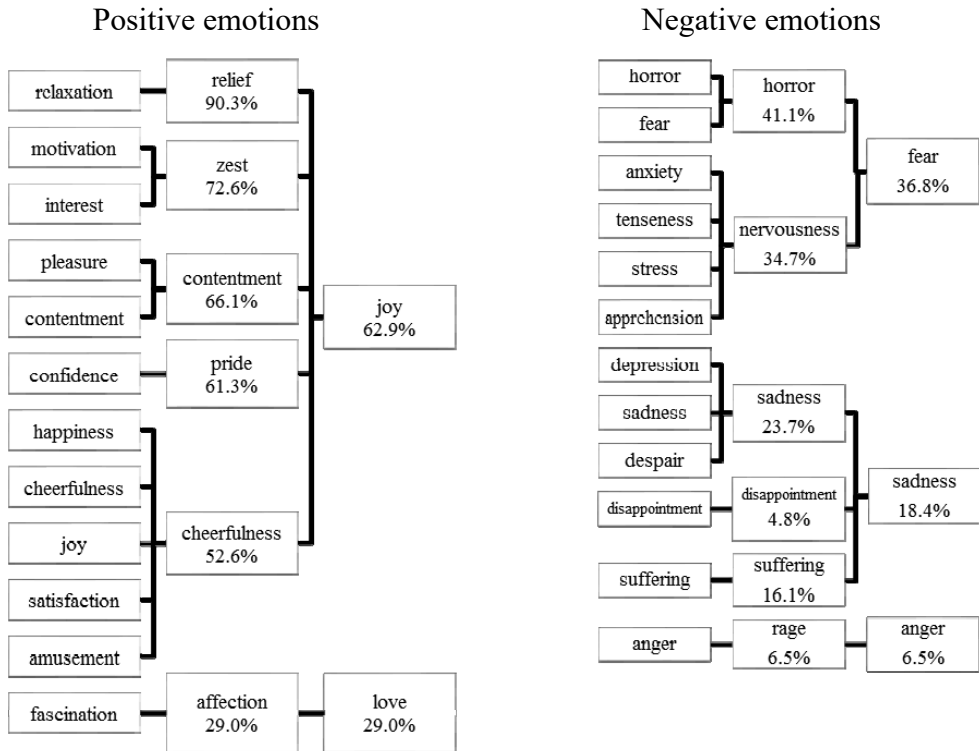 Positive emotions
relaxation
relief
90.3%
motivation
interest
zest
72.6%
pleasure
contentment
contentment
66.1%
confidence
pride
61.3%
happiness
cheerfulness
joy
satisfaction
amusement
cheerfulness
52.6%
joy
62.9%
fascination
affection
29.0%
love
29.0%
Negative emotions
horror
fear
horror
41.1%
anxiety
tenseness
stress
apprehension
nervousness
34.7%
fear
36.8%
depression
sadness
despair
sadness
23.7%
disappointment
disappointment
4.8%
suffering
suffering
16.1%
sadness
18.4%
anger
rage
6.5%
anger
6.5%